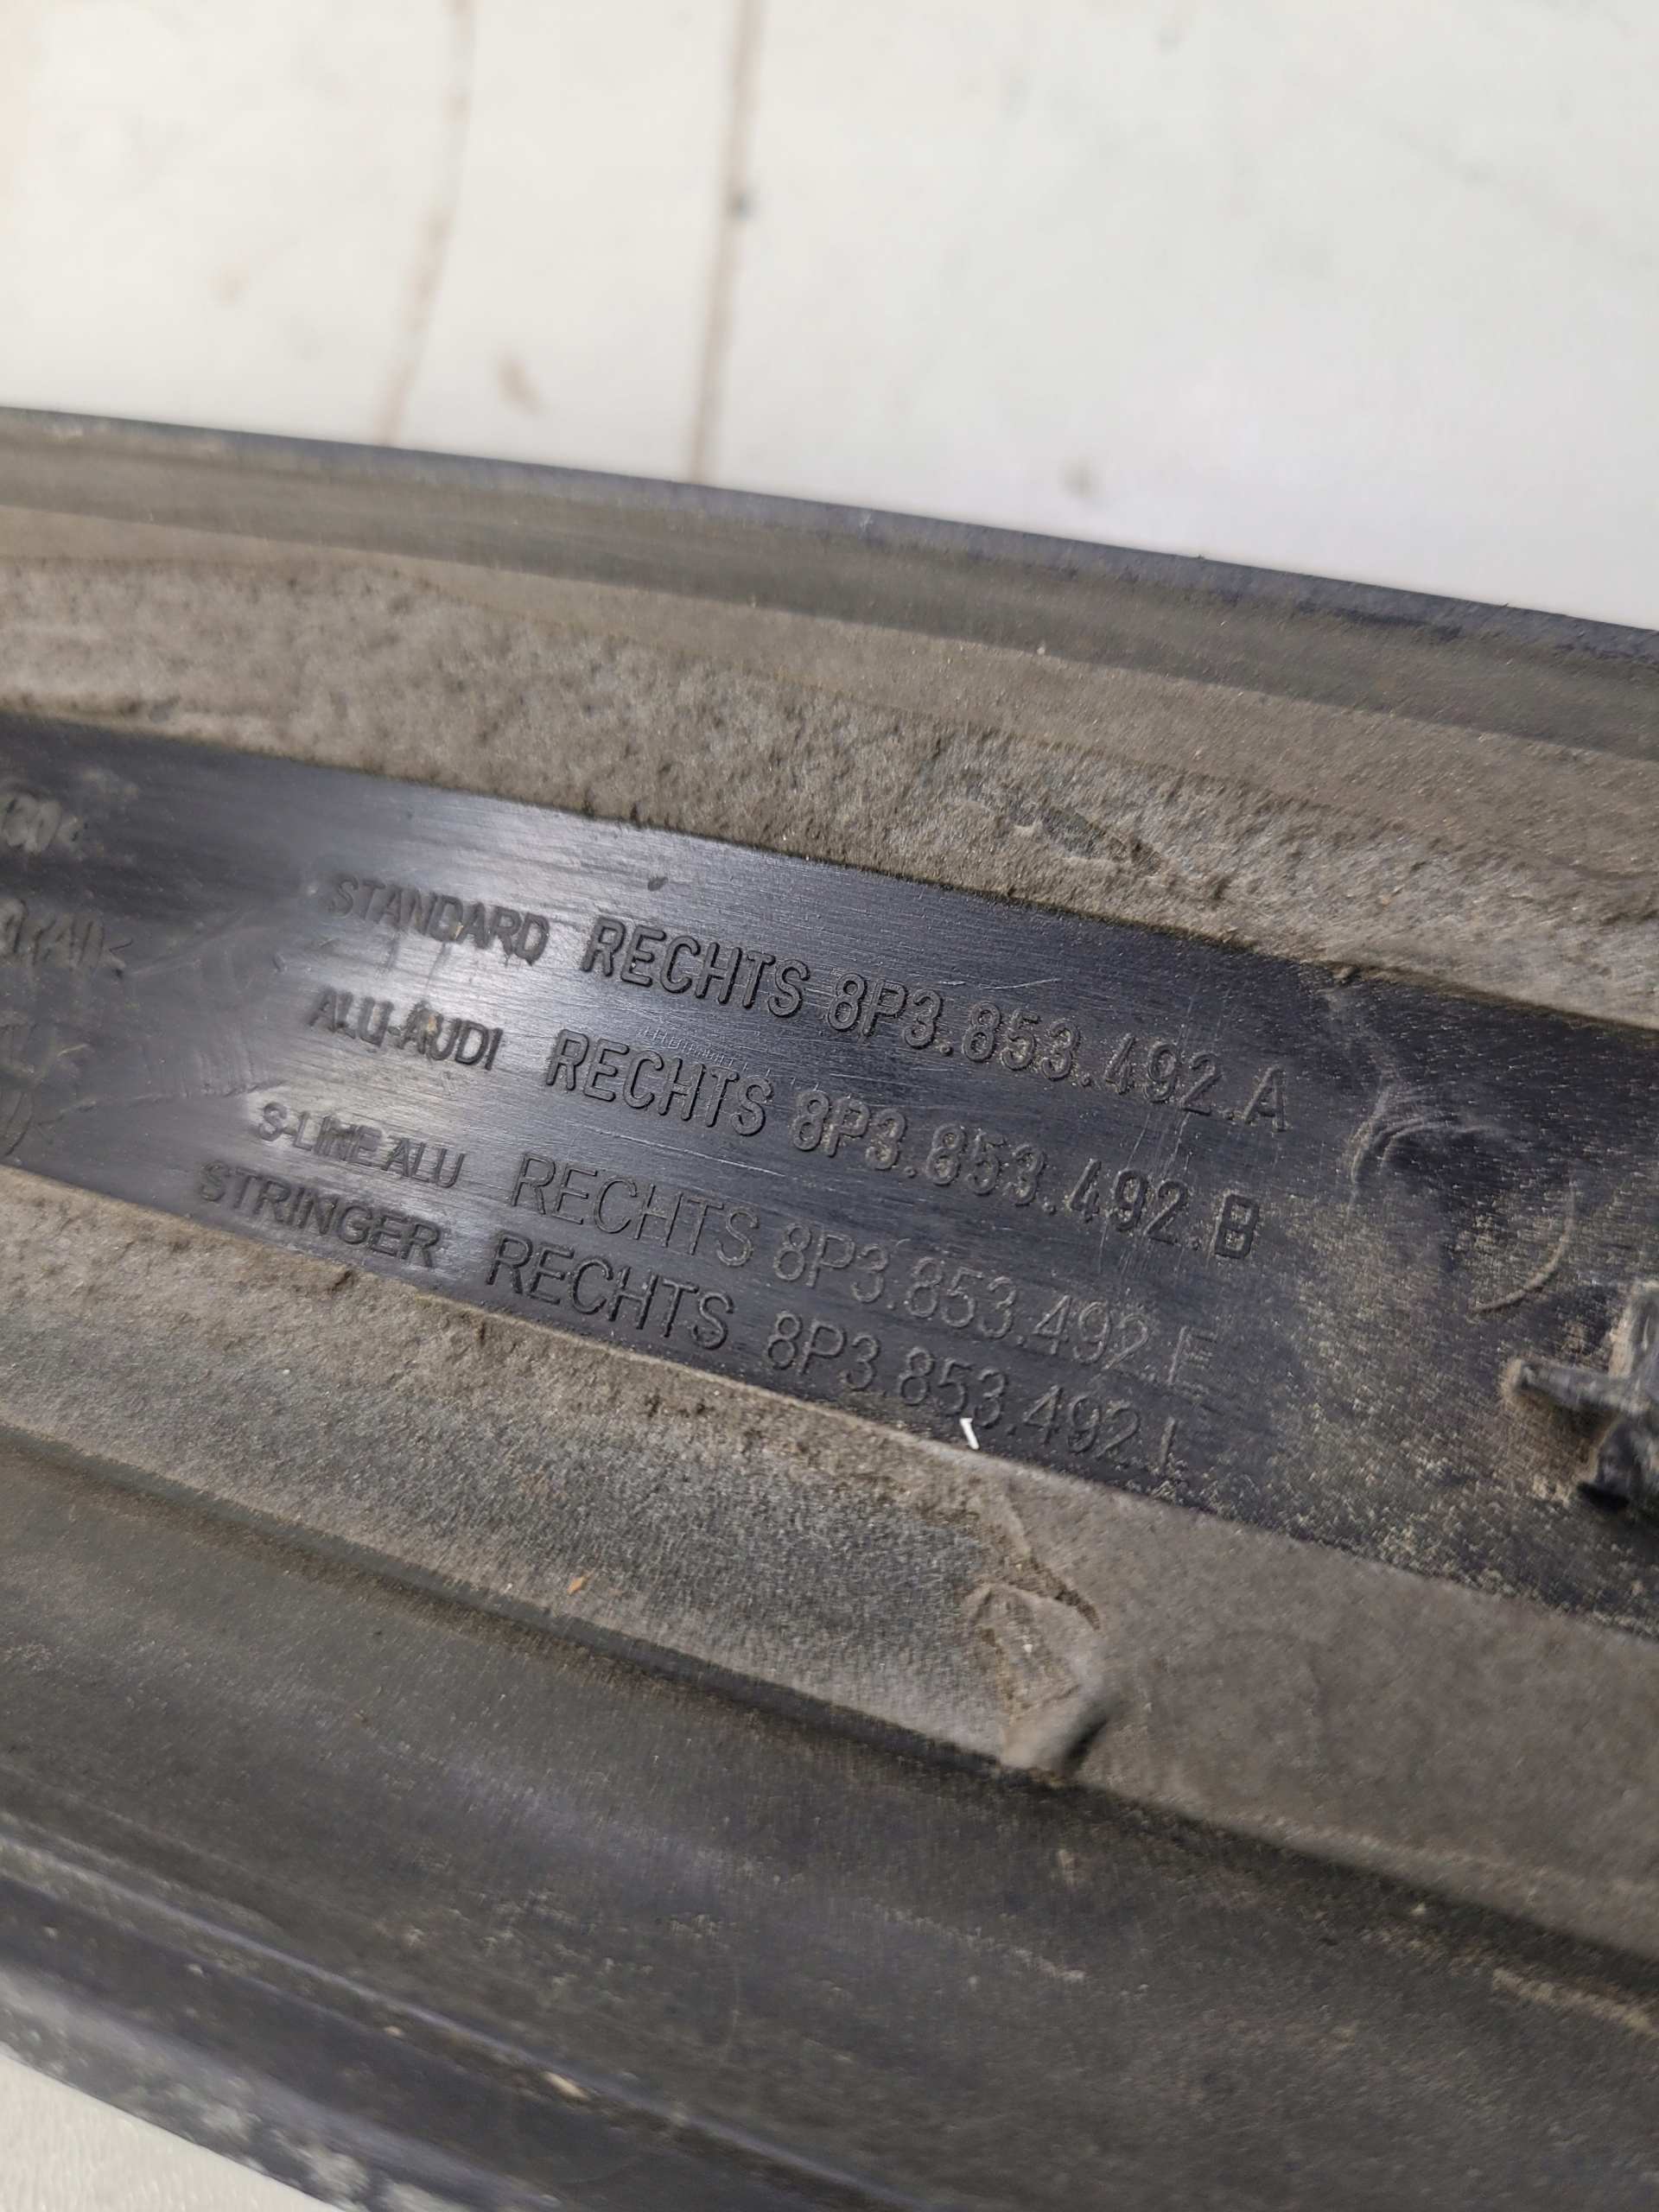 STANDARD RECHTS 8P3.853.492.A
ALU-AUDI RECHTS 8P3.853.492.B
S-LINE ALU RECHTS 8P3.853.492.E
STRINGER RECHTS 8P3.853.492.L